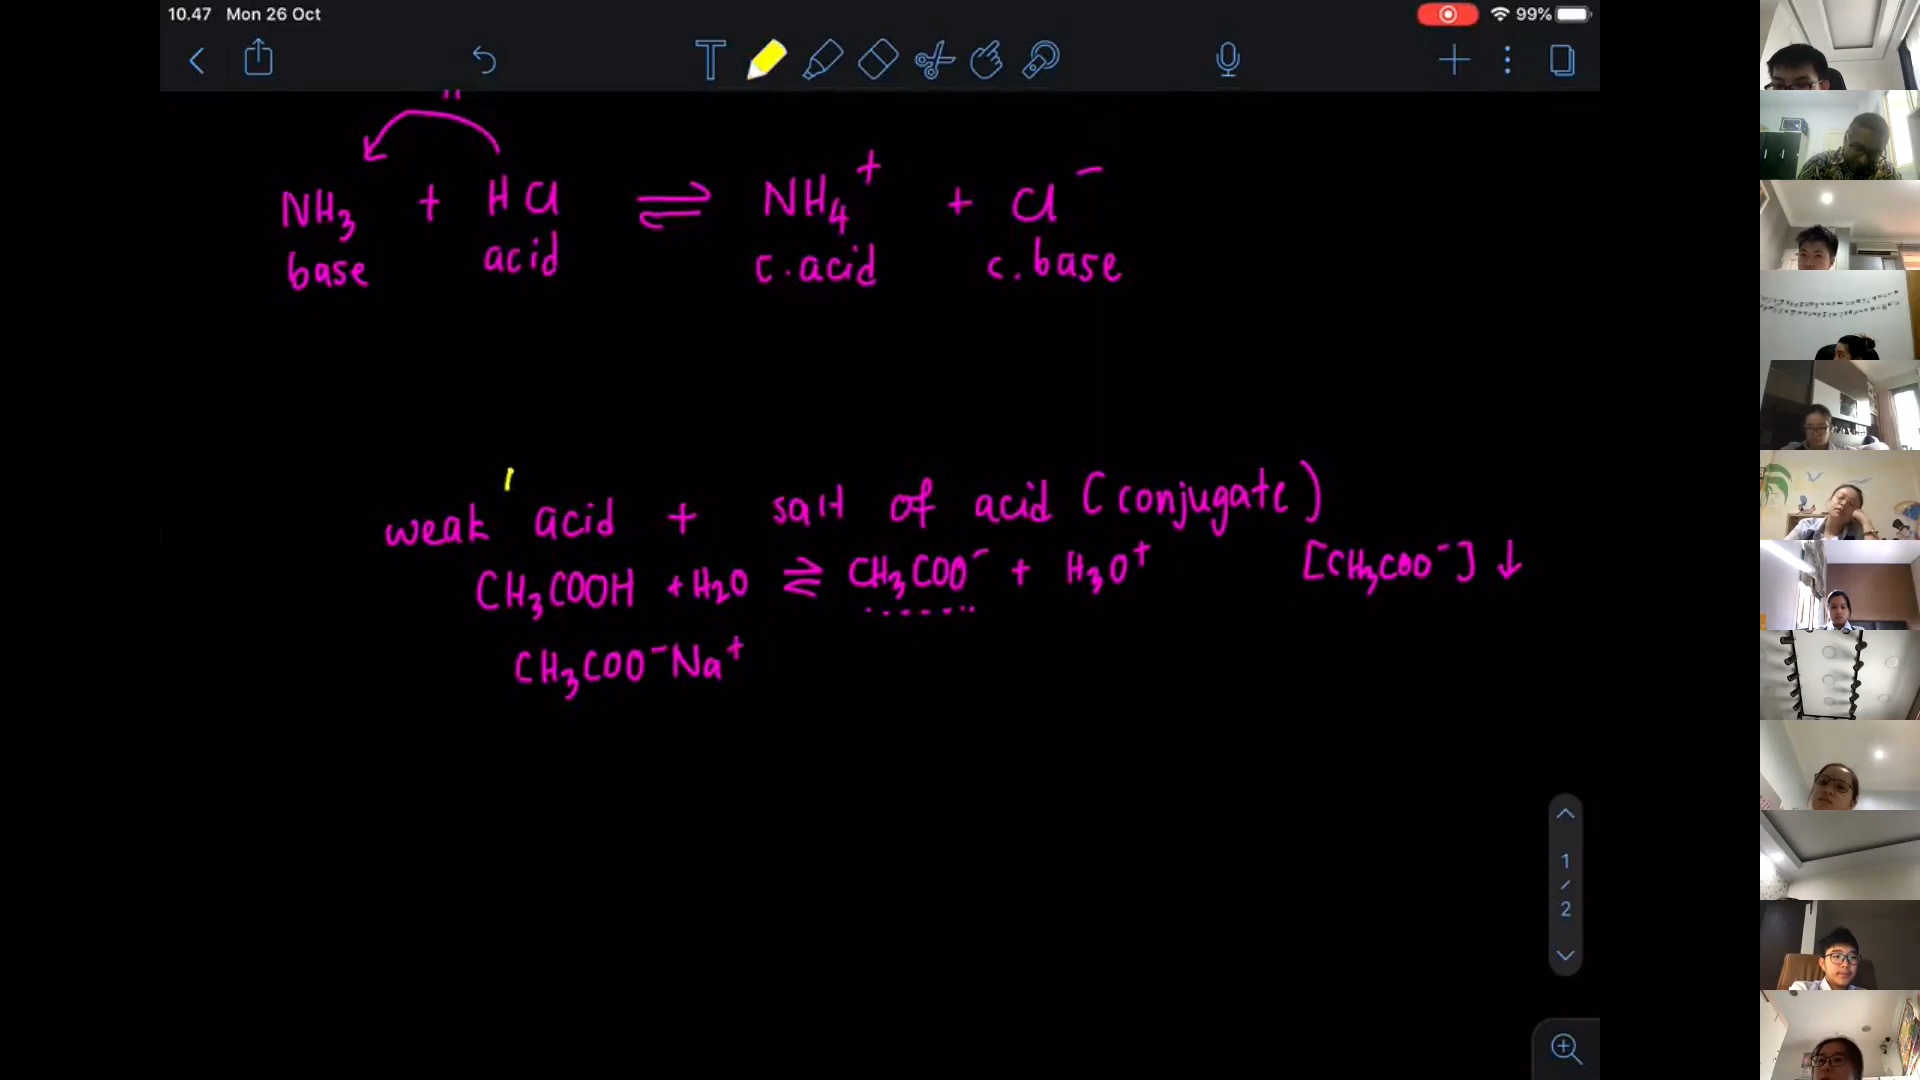 10.47 Mon 26 Oct
99%
T
NH₃ + HCl ⇌ NH₄⁺ + Cl⁻
base acid c.acid c.base
weak acid + salt of acid (conjugate)
CH₃COOH + H₂O ⇌ CH₃COO⁻ + H₃O⁺ [CH₃COO⁻] ↓
CH₃COO⁻Na⁺
1
/
2